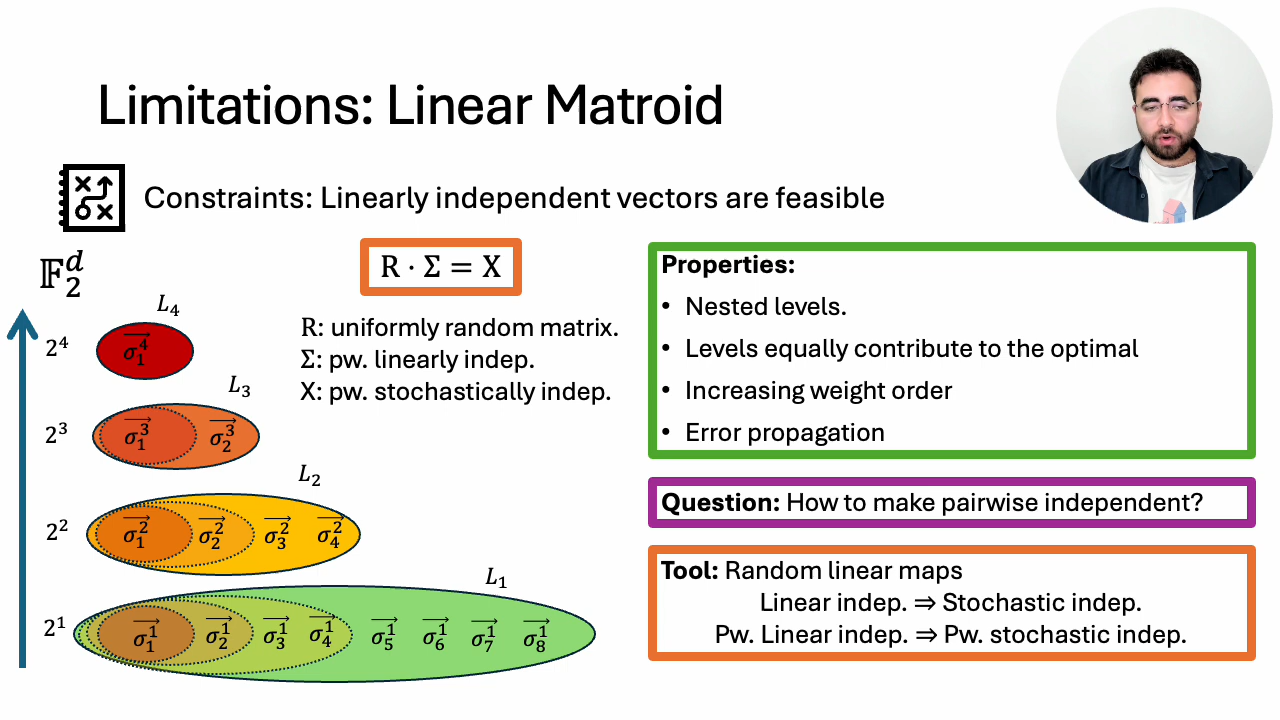 Limitations: Linear Matroid
Constraints: Linearly independent vectors are feasible
𝔽₂ᵈ
R · Σ = X
R: uniformly random matrix.
Σ: pw. linearly indep.
X: pw. stochastically indep.
L₄
2⁴ σ₁⁴
L₃
2³ σ₁³ σ₂³
L₂
2² σ₁² σ₂² σ₃² σ₄²
L₁
2¹ σ₁¹ σ₂¹ σ₃¹ σ₄¹ σ₅¹ σ₆¹ σ₇¹ σ₈¹
Properties:
• Nested levels.
• Levels equally contribute to the optimal
• Increasing weight order
• Error propagation
Question: How to make pairwise independent?
Tool: Random linear maps
Linear indep. ⇒ Stochastic indep.
Pw. Linear indep. ⇒ Pw. stochastic indep.